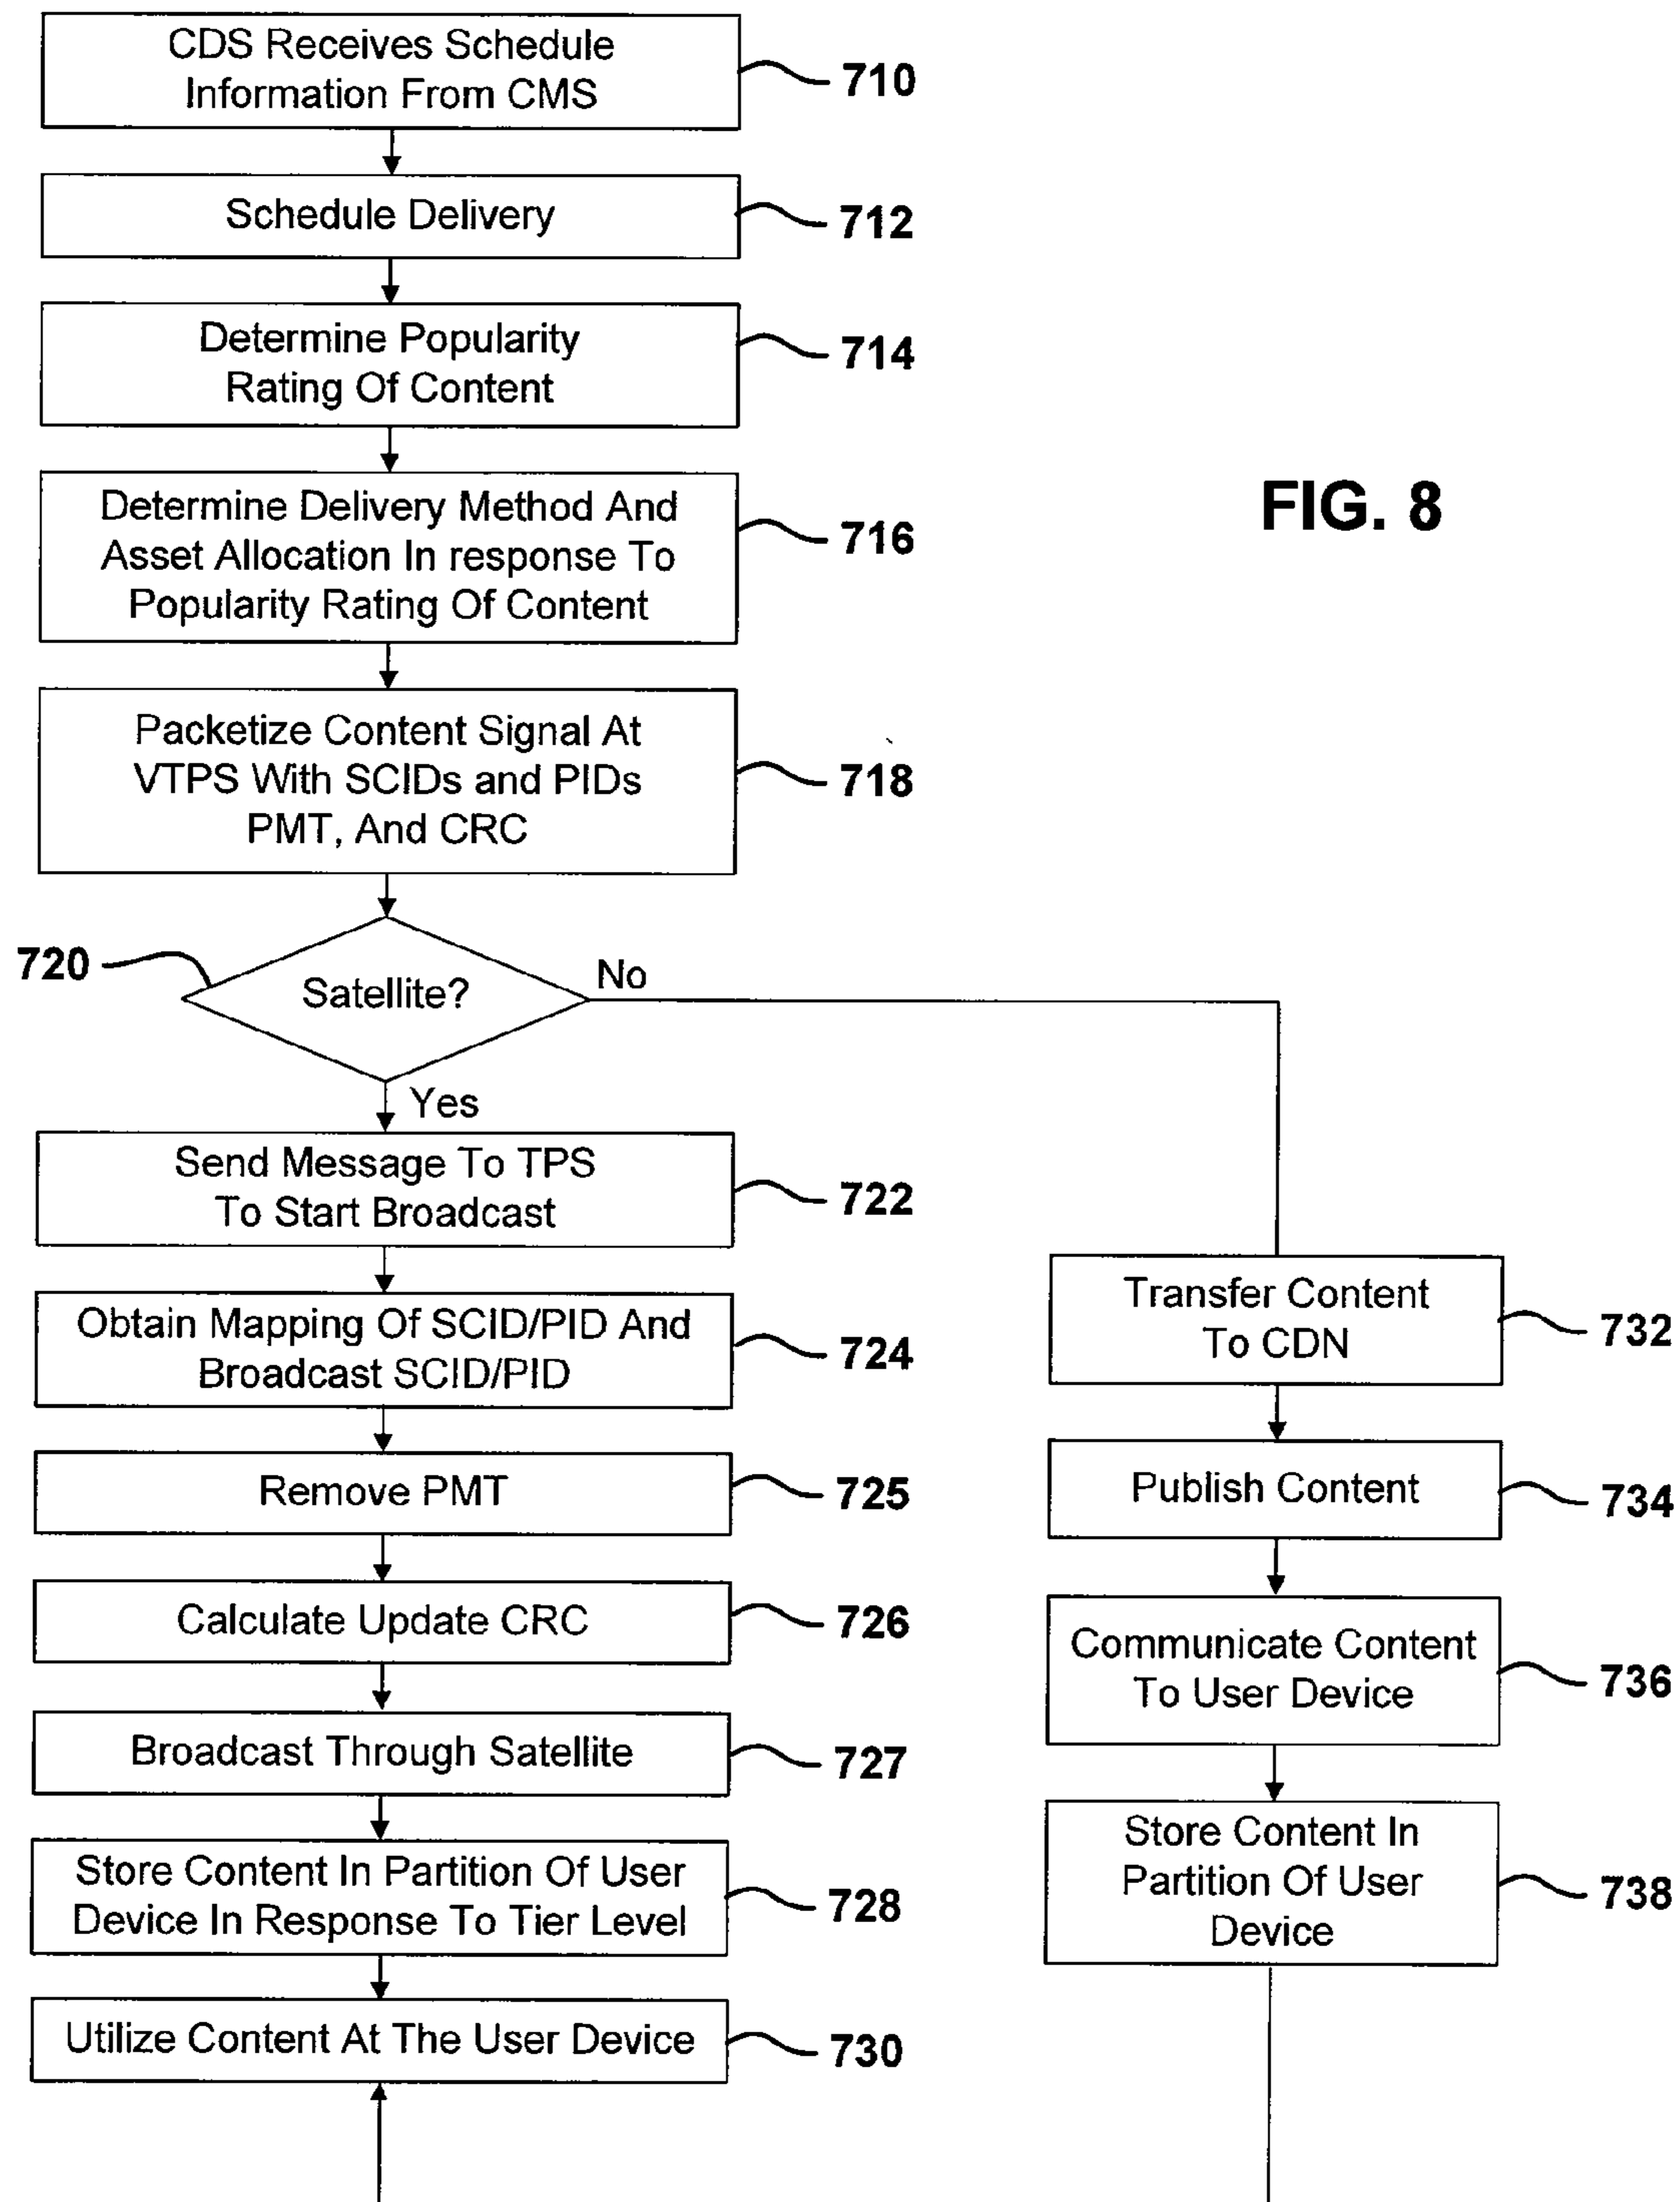 CDS Receives Schedule
Information From CMS
710
Schedule Delivery
712
Determine Popularity
Rating Of Content
714
Determine Delivery Method And
Asset Allocation In response To
Popularity Rating Of Content
716
FIG. 8
Packetize Content Signal At
VTPS With SCIDs and PIDs
PMT, And CRC
718
720
Satellite?
No
Yes
Send Message To TPS
To Start Broadcast
722
Obtain Mapping Of SCID/PID And
Broadcast SCID/PID
724
Remove PMT
725
Calculate Update CRC
726
Broadcast Through Satellite
727
Store Content In Partition Of User
Device In Response To Tier Level
728
Utilize Content At The User Device
730
Transfer Content
To CDN
732
Publish Content
734
Communicate Content
To User Device
736
Store Content In
Partition Of User
Device
738